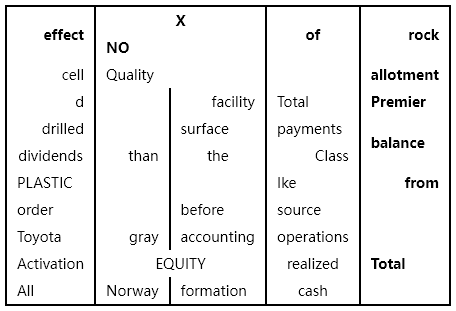 effect X NO of rock
cell Quality allotment
d facility Total Premier
drilled surface payments
dividends than the Class balance
PLASTIC Ike from
order before source
Toyota gray accounting operations
Activation EQUITY realized Total
All Norway formation cash